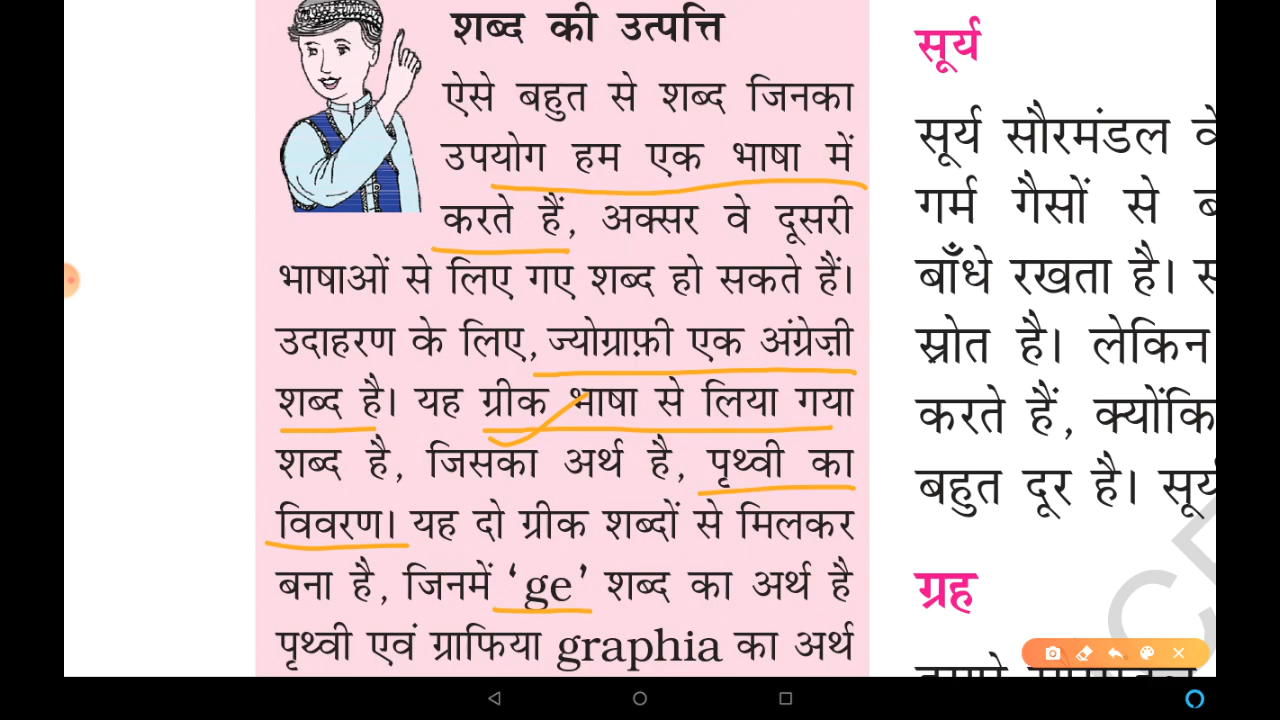 शब्द की उत्पत्ति
ऐसे बहुत से शब्द जिनका
उपयोग हम एक भाषा में
करते हैं, अक्सर वे दूसरी
भाषाओं से लिए गए शब्द हो सकते हैं।
उदाहरण के लिए, ज्योग्राफ़ी एक अंग्रेज़ी
शब्द है। यह ग्रीक भाषा से लिया गया
शब्द है, जिसका अर्थ है, पृथ्वी का
विवरण। यह दो ग्रीक शब्दों से मिलकर
बना है, जिनमें ‘ge’ शब्द का अर्थ है
पृथ्वी एवं ग्राफिया graphia का अर्थ
सूर्य
सूर्य सौरमंडल
गर्म गैसों से
बाँधे रखता है।
स्रोत है। लेकिन
करते हैं, क्योंकि
बहुत दूर है। सूर्य
ग्रह